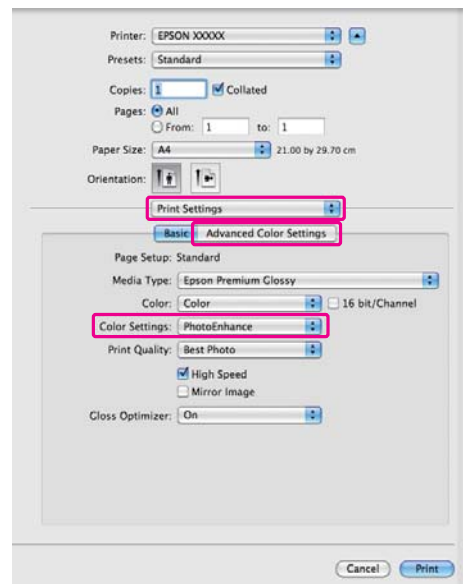 Printer: EPSON XXXXX
Presets: Standard
Copies: 1 Collated
Pages: All
From: 1 to: 1
Paper Size: A4 21.00 by 29.70 cm
Orientation:
Print Settings
Basic Advanced Color Settings
Page Setup: Standard
Media Type: Epson Premium Glossy
Color: Color 16 bit/Channel
Color Settings: PhotoEnhance
Print Quality: Best Photo
High Speed
Mirror Image
Gloss Optimizer: On
Cancel Print